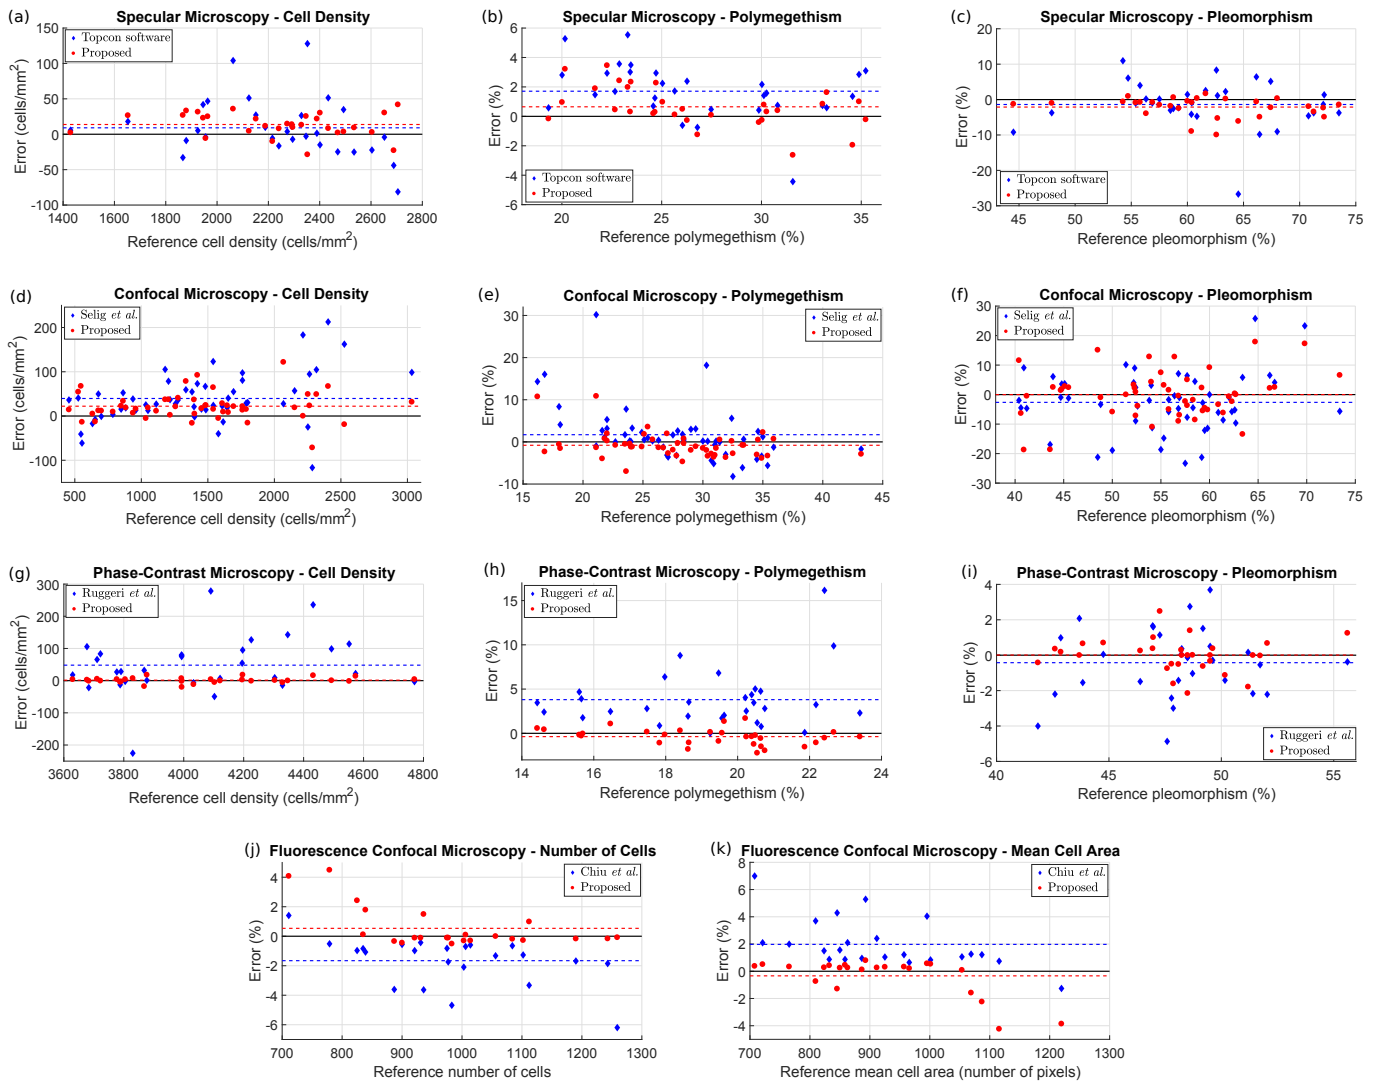 (a)
Specular Microscopy - Cell Density
150
100
50
0
-50
-100
Error (cells/mm²)
Topcon software
Proposed
1400 1600 1800 2000 2200 2400 2600 2800
Reference cell density (cells/mm²)
(b)
Specular Microscopy - Polymegethism
6
4
2
0
-2
-4
-6
Error (%)
Topcon software
Proposed
20 25 30 35
Reference polymegethism (%)
(c)
Specular Microscopy - Pleomorphism
20
10
0
-10
-20
-30
Error (%)
Topcon software
Proposed
45 50 55 60 65 70 75
Reference pleomorphism (%)
(d)
Confocal Microscopy - Cell Density
200
100
0
-100
Error (cells/mm²)
Selig et al.
Proposed
500 1000 1500 2000 2500 3000
Reference cell density (cells/mm²)
(e)
Confocal Microscopy - Polymegethism
30
20
10
0
-10
Error (%)
Selig et al.
Proposed
15 20 25 30 35 40 45
Reference polymegethism (%)
(f)
Confocal Microscopy - Pleomorphism
30
20
10
0
-10
-20
-30
Error (%)
Selig et al.
Proposed
40 45 50 55 60 65 70 75
Reference pleomorphism (%)
(g)
Phase-Contrast Microscopy - Cell Density
300
200
100
0
-100
-200
Error (cells/mm²)
Ruggeri et al.
Proposed
3600 3800 4000 4200 4400 4600 4800
Reference cell density (cells/mm²)
(h)
Phase-Contrast Microscopy - Polymegethism
15
10
5
0
Error (%)
Ruggeri et al.
Proposed
14 16 18 20 22 24
Reference polymegethism (%)
(i)
Phase-Contrast Microscopy - Pleomorphism
4
2
0
-2
-4
-6
Error (%)
Ruggeri et al.
Proposed
40 45 50 55
Reference pleomorphism (%)
(j)
Fluorescence Confocal Microscopy - Number of Cells
4
2
0
-2
-4
-6
Error (%)
Chiu et al.
Proposed
700 800 900 1000 1100 1200 1300
Reference number of cells
(k)
Fluorescence Confocal Microscopy - Mean Cell Area
8
6
4
2
0
-2
-4
Error (%)
Chiu et al.
Proposed
700 800 900 1000 1100 1200 1300
Reference mean cell area (number of pixels)